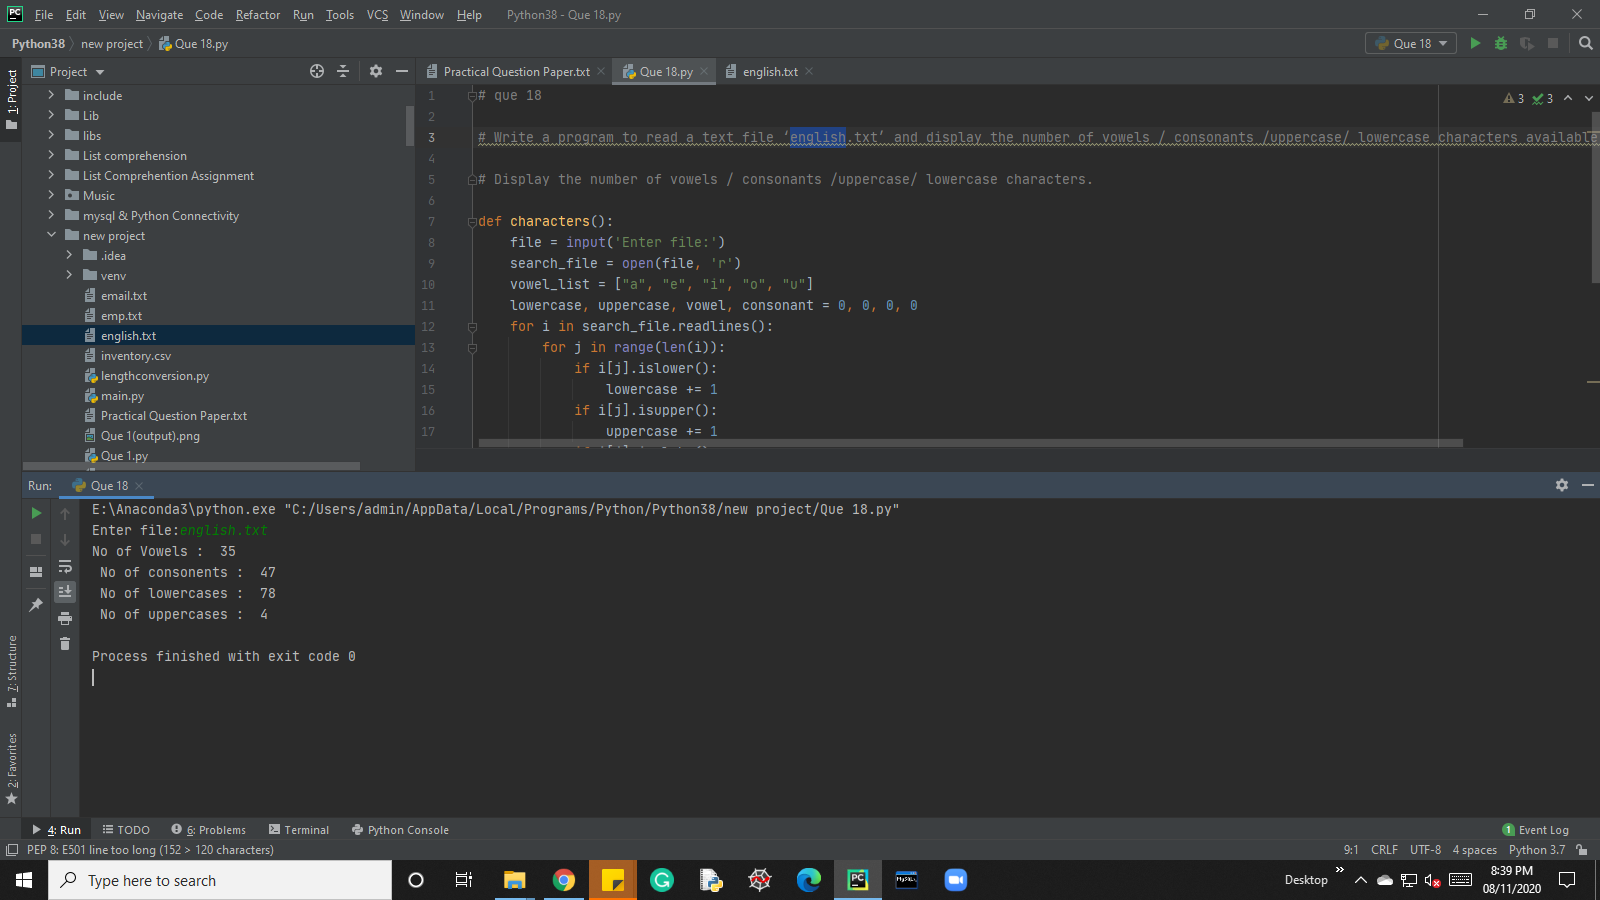 File Edit View Navigate Code Refactor Run Tools VCS Window Help Python38 - Que 18.py
Python38 new project Que 18.py Que 18
Project
Practical Question Paper.txt Que 18.py english.txt
1: Project
include
Lib
libs
List comprehension
List Comprehention Assignment
Music
mysql & Python Connectivity
new project
.idea
venv
email.txt
emp.txt
english.txt
inventory.csv
lengthconversion.py
main.py
Practical Question Paper.txt
Que 1(output).png
Que 1.py
3 3
1 # que 18
2
3 # Write a program to read a text file ‘english.txt’ and display the number of vowels / consonants /uppercase/ lowercase characters available
4
5 # Display the number of vowels / consonants /uppercase/ lowercase characters.
6
7 def characters():
8 file = input('Enter file:')
9 search_file = open(file, 'r')
10 vowel_list = ["a", "e", "i", "o", "u"]
11 lowercase, uppercase, vowel, consonant = 0, 0, 0, 0
12 for i in search_file.readlines():
13 for j in range(len(i)):
14 if i[j].islower():
15 lowercase += 1
16 if i[j].isupper():
17 uppercase += 1
Run: Que 18
E:\Anaconda3\python.exe "C:/Users/admin/AppData/Local/Programs/Python/Python38/new project/Que 18.py"
Enter file:english.txt
No of Vowels : 35
No of consonents : 47
No of lowercases : 78
No of uppercases : 4
Process finished with exit code 0
7: Structure
2: Favorites
4: Run TODO 6: Problems Terminal Python Console 1 Event Log
PEP 8: E501 line too long (152 > 120 characters) 9:1 CRLF UTF-8 4 spaces Python 3.7
Type here to search
Desktop
8:39 PM
08/11/2020